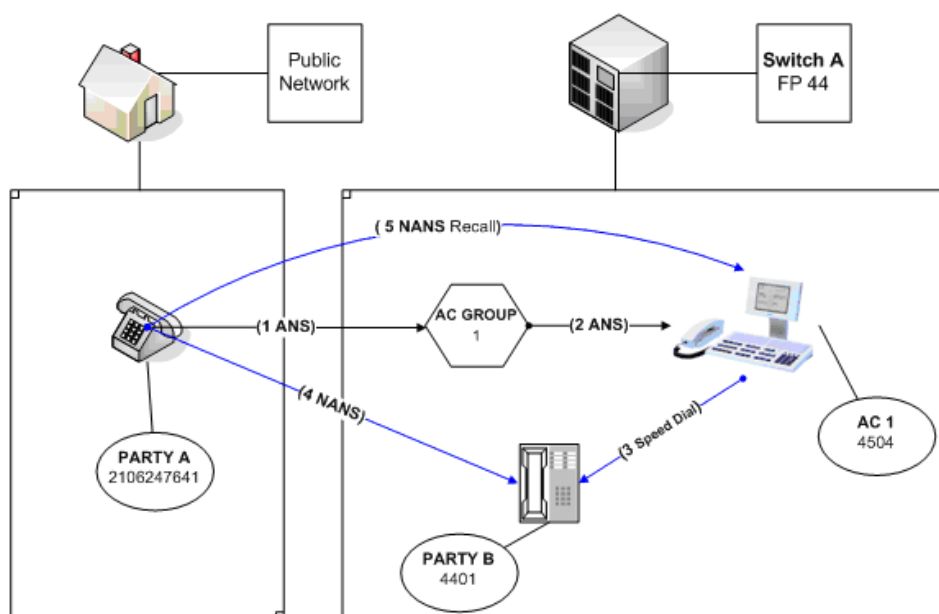 Public
Network
Switch A
FP 44
( 5 NANS Recall)
(1 ANS)
AC GROUP
1
(2 ANS)
(4 NANS)
(3 Speed Dial)
AC 1
4504
PARTY A
2106247641
PARTY B
4401